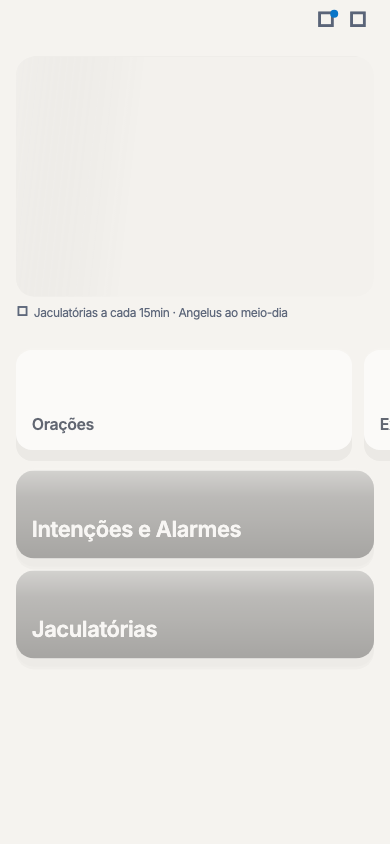 Jaculatórias a cada 15min · Angelus ao meio-dia
Orações
Intenções e Alarmes
Jaculatórias